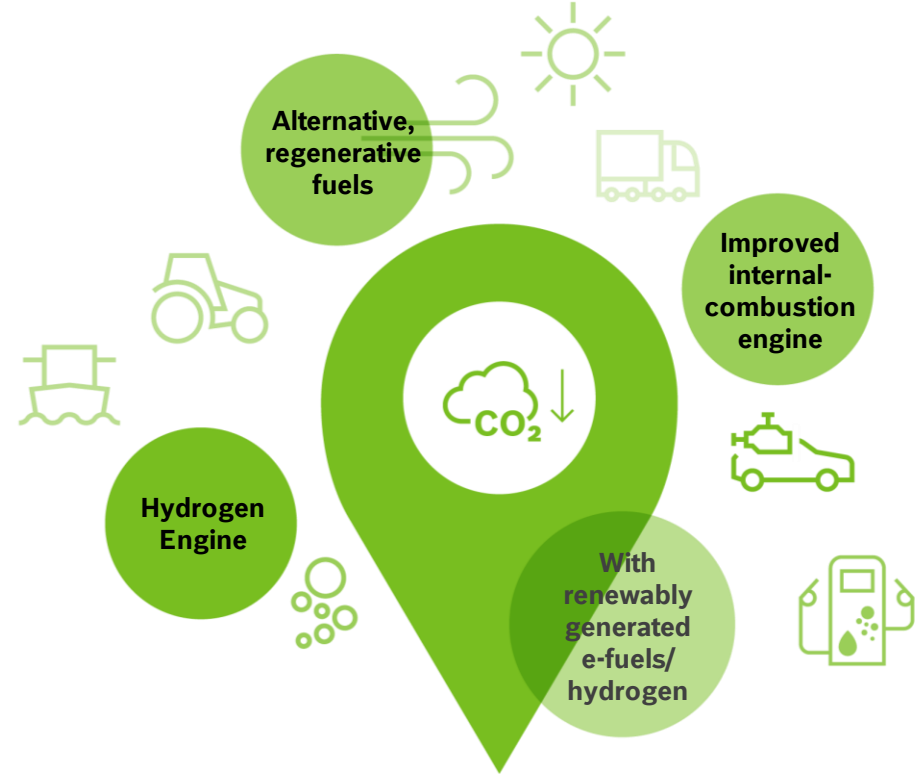 Alternative,
regenerative
fuels
Improved
internal-
combustion
engine
CO₂
Hydrogen
Engine
With
renewably
generated
e-fuels/
hydrogen